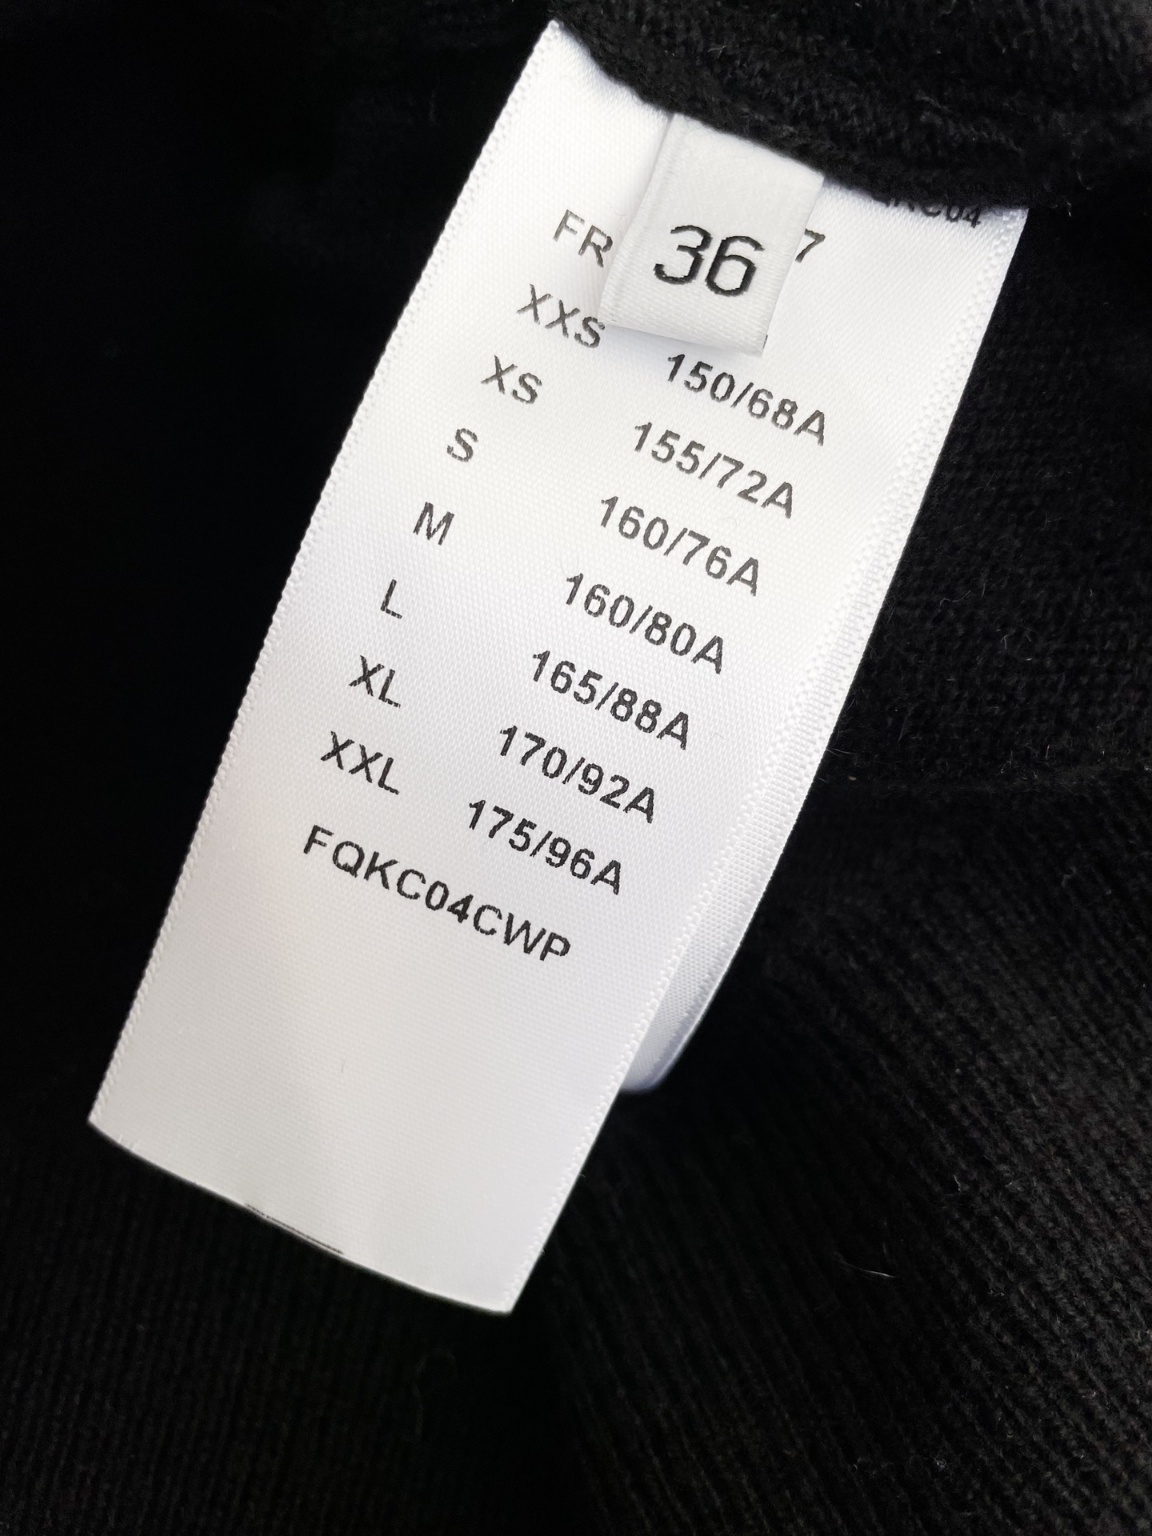 36
FR
XXS 150/68A
XS 155/72A
S 160/76A
M 160/80A
L 165/88A
XL 170/92A
XXL 175/96A
FQKC04CWP